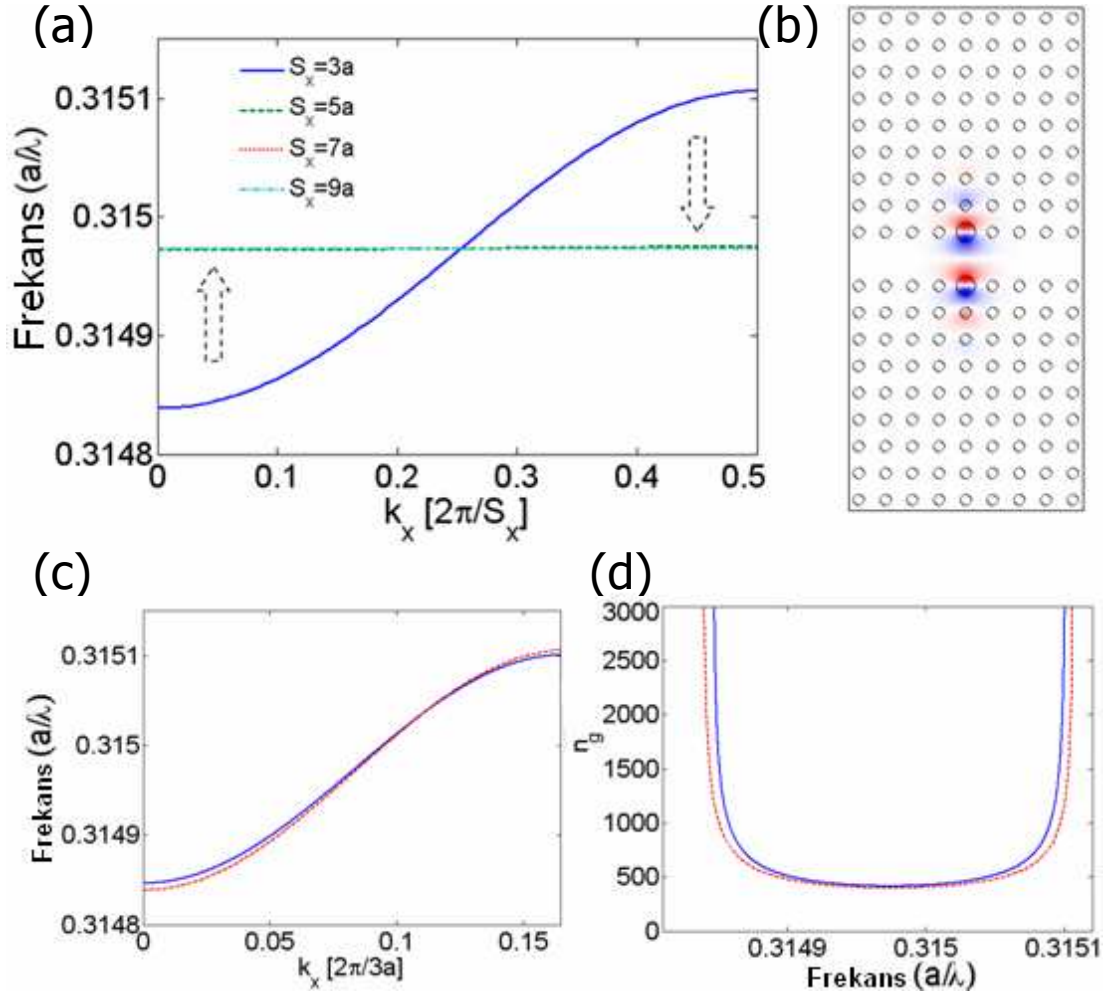 (a)
Frekans (a/λ)
0.3151
0.315
0.3149
0.3148
S_x=3a
S_x=5a
S_x=7a
S_x=9a
0 0.1 0.2 0.3 0.4 0.5
k_x [2π/S_x]
(b)
(c)
Frekans (a/λ)
0.3151
0.315
0.3149
0.3148
0 0.05 0.1 0.15
k_x [2π/3a]
(d)
n_g
3000
2500
2000
1500
1000
500
0
0.3149 0.315 0.3151
Frekans (a/λ)